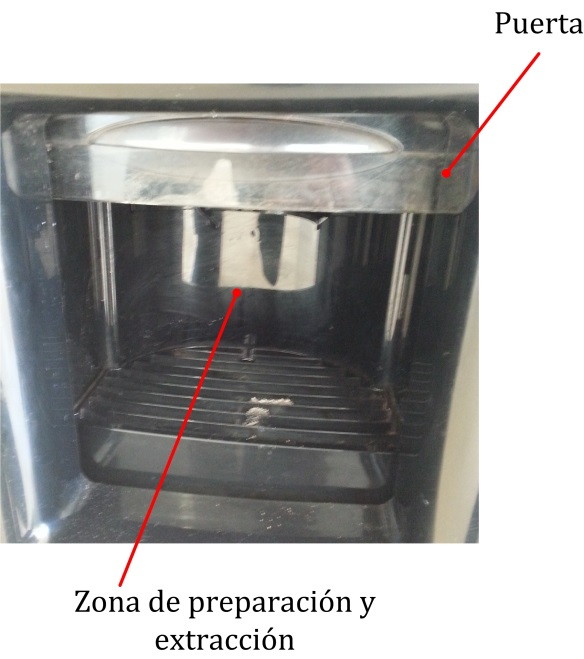 Puerta
Zona de preparación y
extracción